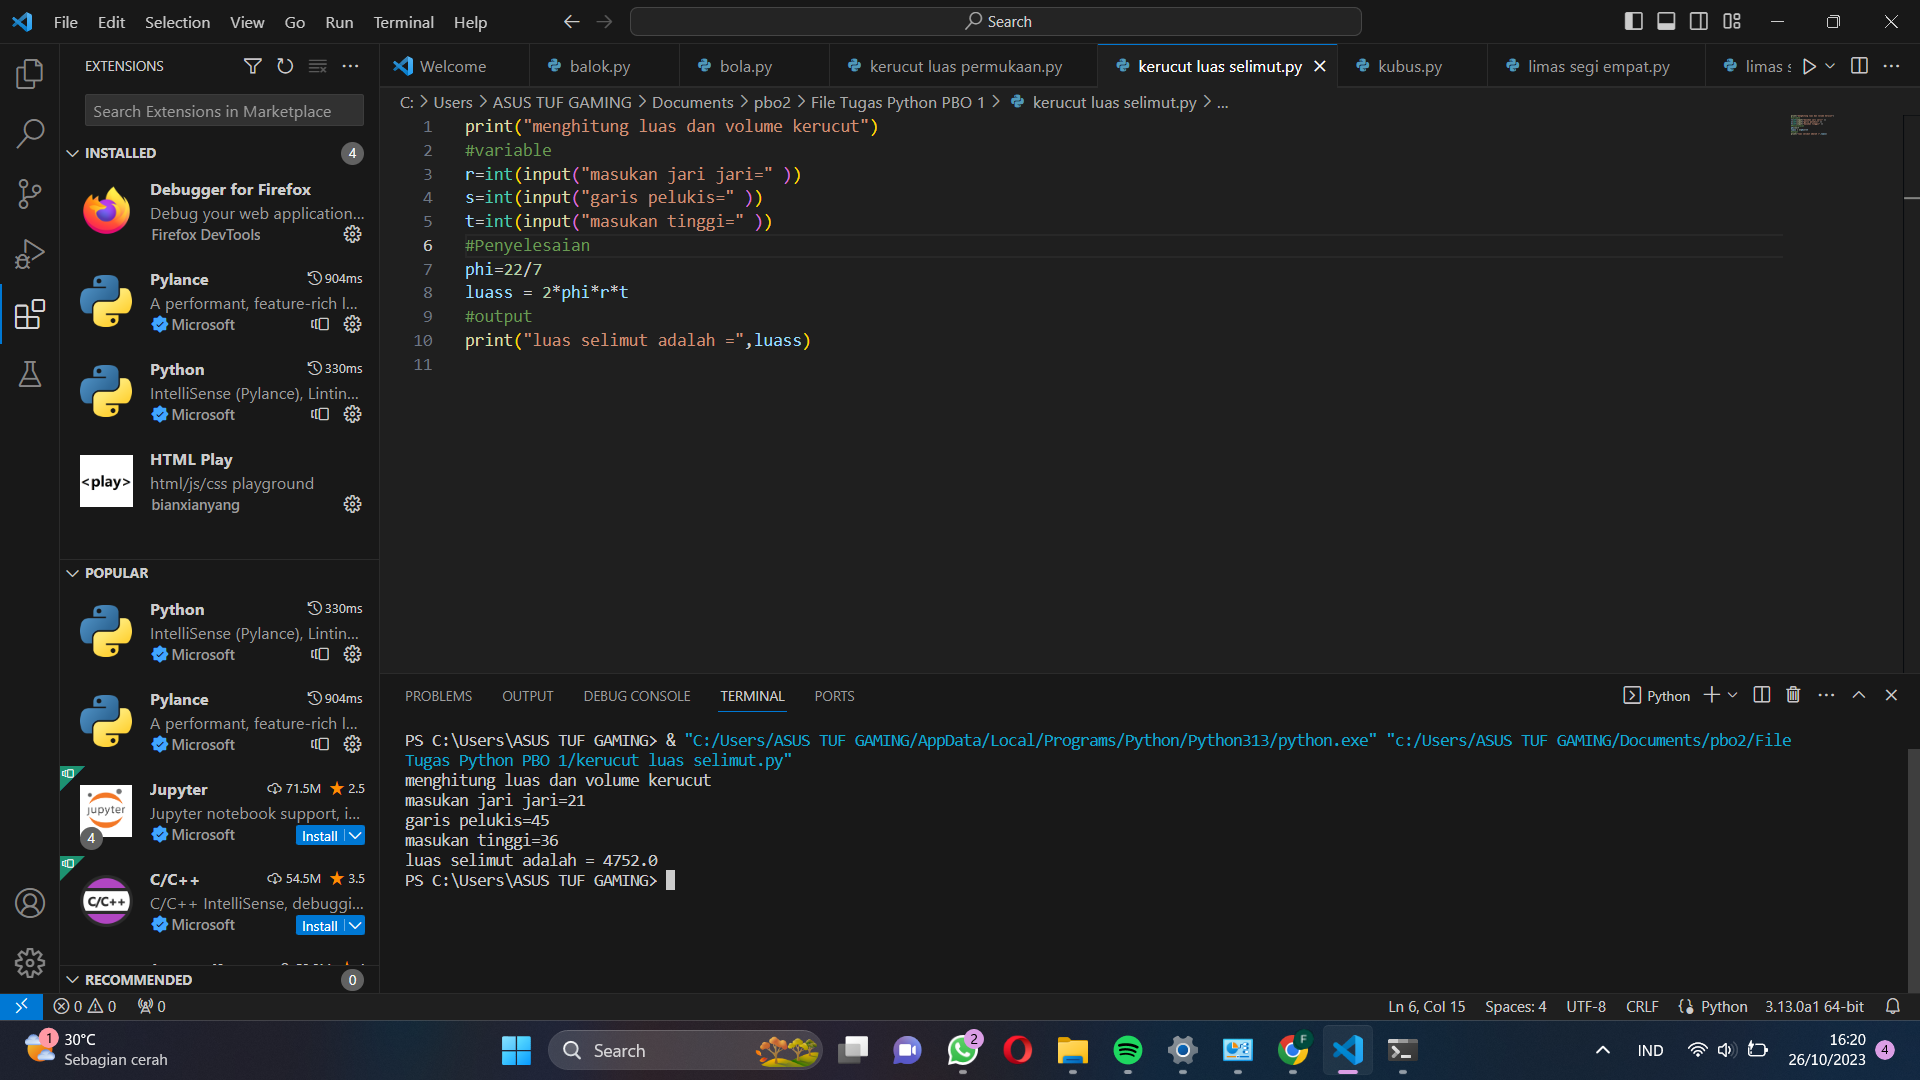 File Edit Selection View Go Run Terminal Help
Search
EXTENSIONS
Search Extensions in Marketplace
INSTALLED 4
Debugger for Firefox
Debug your web application...
Firefox DevTools
Pylance 904ms
A performant, feature-rich l...
Microsoft
Python 330ms
IntelliSense (Pylance), Lintin...
Microsoft
<play>
HTML Play
html/js/css playground
bianxianyang
POPULAR
Python 330ms
IntelliSense (Pylance), Lintin...
Microsoft
Pylance 904ms
A performant, feature-rich l...
Microsoft
jupyter
4
Jupyter 71.5M 2.5
Jupyter notebook support, i...
Microsoft Install
C/C++
C/C++ 54.5M 3.5
C/C++ IntelliSense, debuggi...
Microsoft Install
RECOMMENDED 0
Welcome balok.py bola.py kerucut luas permukaan.py kerucut luas selimut.py kubus.py limas segi empat.py limas s
C: > Users > ASUS TUF GAMING > Documents > pbo2 > File Tugas Python PBO 1 > kerucut luas selimut.py > ...
1 print("menghitung luas dan volume kerucut")
2 #variable
3 r=int(input("masukan jari jari=" ))
4 s=int(input("garis pelukis=" ))
5 t=int(input("masukan tinggi=" ))
6 #Penyelesaian
7 phi=22/7
8 luass = 2*phi*r*t
9 #output
10 print("luas selimut adalah =",luass)
11
PROBLEMS OUTPUT DEBUG CONSOLE TERMINAL PORTS
Python
PS C:\Users\ASUS TUF GAMING> & "C:/Users/ASUS TUF GAMING/AppData/Local/Programs/Python/Python313/python.exe" "c:/Users/ASUS TUF GAMING/Documents/pbo2/File
Tugas Python PBO 1/kerucut luas selimut.py"
menghitung luas dan volume kerucut
masukan jari jari=21
garis pelukis=45
masukan tinggi=36
luas selimut adalah = 4752.0
PS C:\Users\ASUS TUF GAMING>
0 0 0
Ln 6, Col 15 Spaces: 4 UTF-8 CRLF Python 3.13.0a1 64-bit
1
30°C
Sebagian cerah
Search
2
F
IND
16:20
26/10/2023
4